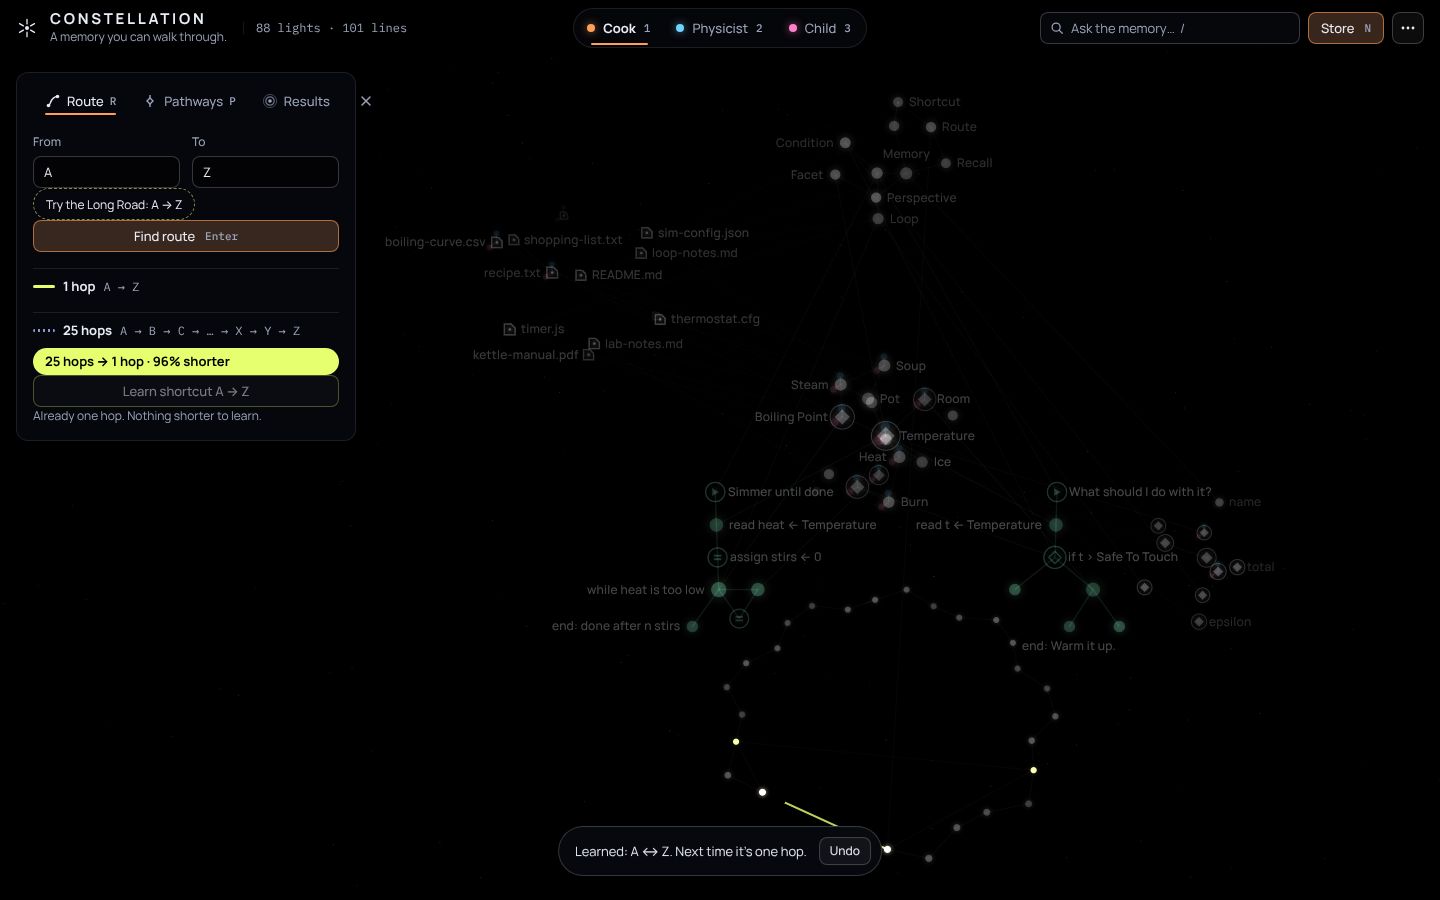 CONSTELLATION
A memory you can walk through.
88 lights · 101 lines
Cook 1
Physicist 2
Child 3
Ask the memory… /
Store N
Route R
Pathways P
Results
From
To
A
Z
Try the Long Road: A → Z
Find route Enter
1 hop A → Z
25 hops A → B → C → … → X → Y → Z
25 hops → 1 hop · 96% shorter
Learn shortcut A → Z
Already one hop. Nothing shorter to learn.
Shortcut
Route
Condition
Memory
Recall
Facet
Perspective
Loop
boiling-curve.csv
shopping-list.txt
sim-config.json
loop-notes.md
recipe.txt
README.md
thermostat.cfg
timer.js
lab-notes.md
kettle-manual.pdf
Soup
Steam
Pot
Room
Boiling Point
Temperature
Heat
Ice
Burn
Simmer until done
read heat ← Temperature
assign stirs ← 0
while heat is too low
end: done after n stirs
What should I do with it?
read t ← Temperature
if t > Safe To Touch
end: Warm it up.
name
total
epsilon
Learned: A ↔ Z. Next time it's one hop.
Undo